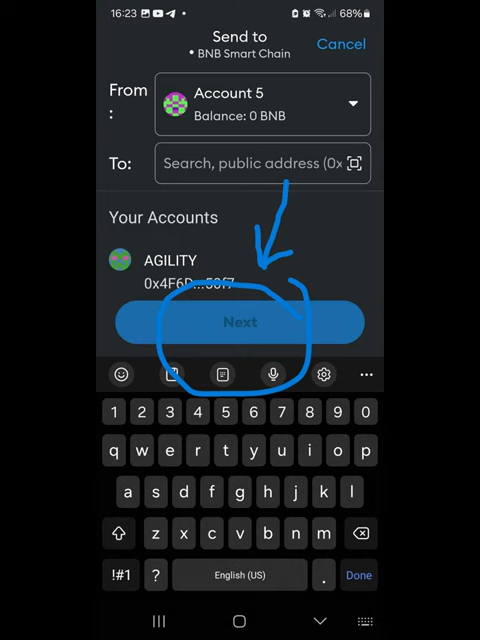 16:23
68%
Send to
BNB Smart Chain
Cancel
From
:
Account 5
Balance: 0 BNB
To:
Search, public address (0x
Your Accounts
AGILITY
0x4F6D...50f7
Next
1 2 3 4 5 6 7 8 9 0
q w e r t y u i o p
a s d f g h j k l
z x c v b n m
!#1 ? English (US) . Done